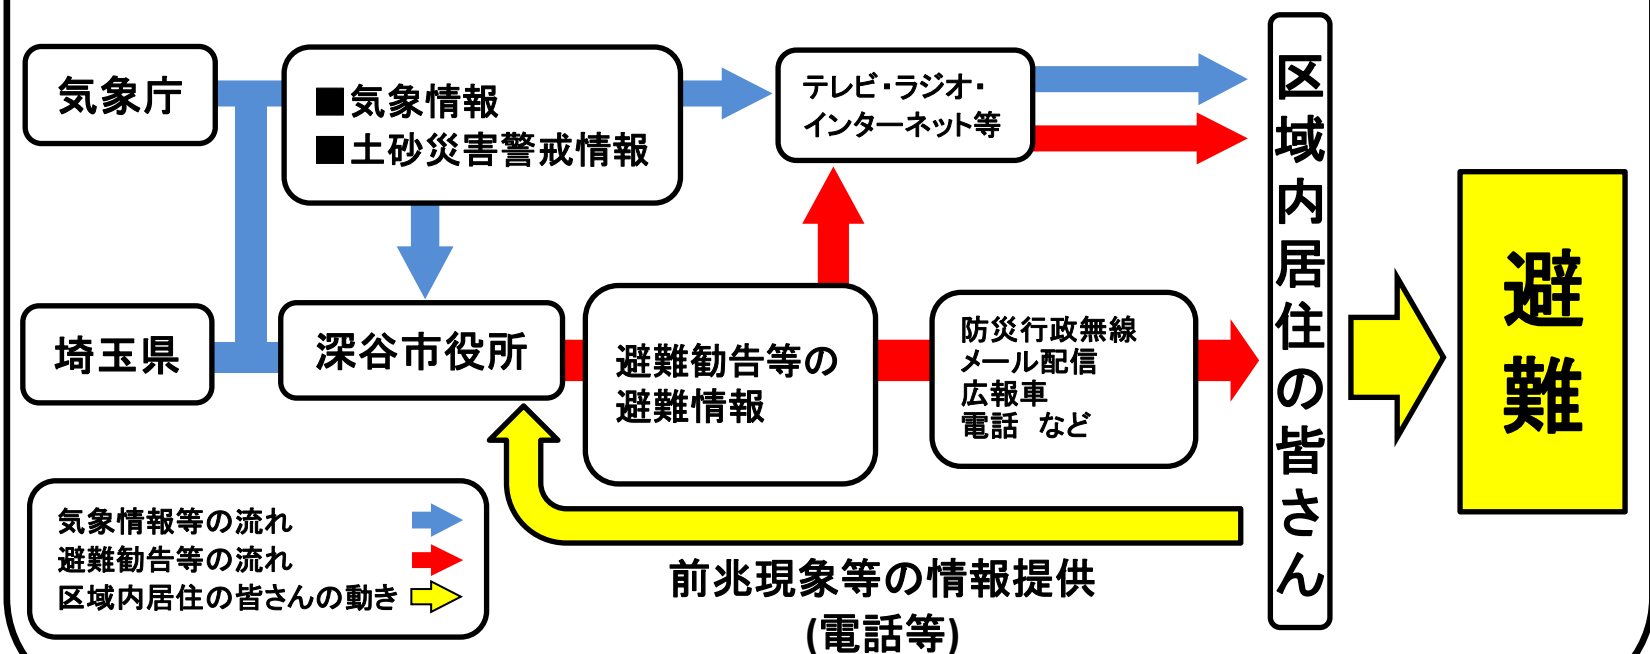 気象庁
■気象情報
■土砂災害警戒情報
テレビ・ラジオ・
インターネット等
埼玉県
深谷市役所
避難勧告等の
避難情報
防災行政無線
メール配信
広報車
電話　など
区域内居住の皆さん
避難
気象情報等の流れ
避難勧告等の流れ
区域内居住の皆さんの動き
前兆現象等の情報提供
(電話等)